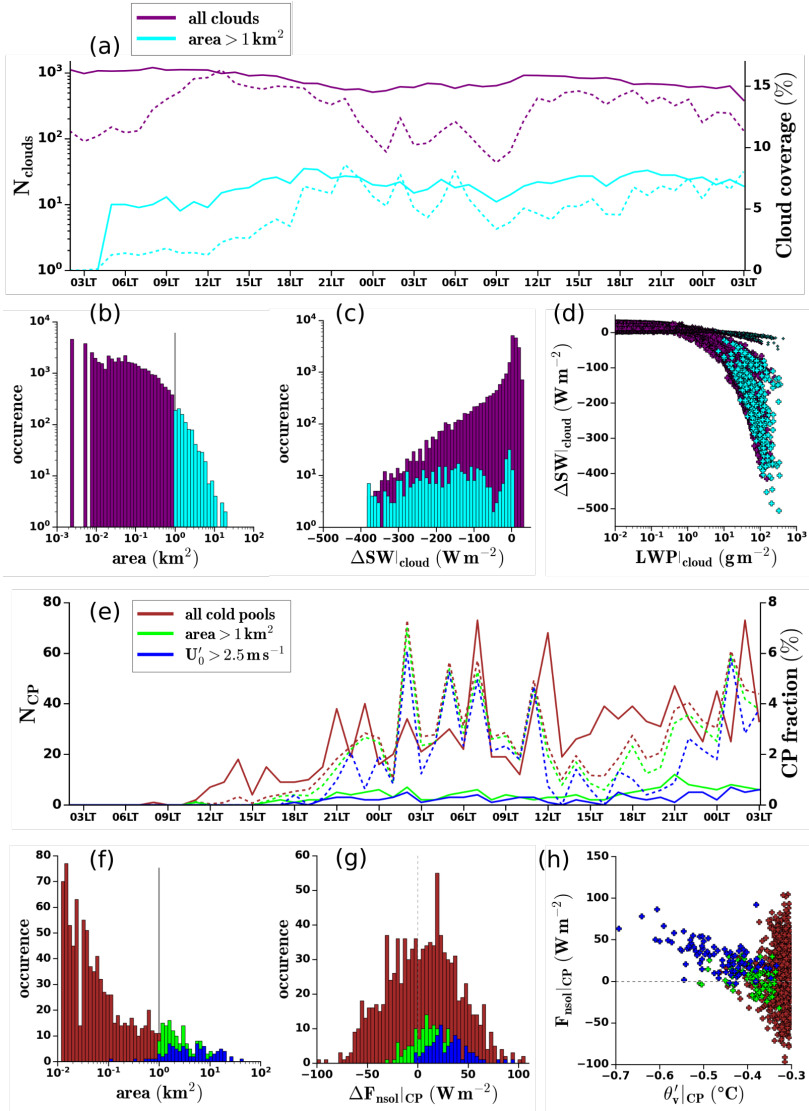 all clouds
area > 1 km²
(a)
N_clouds
10³
10²
10¹
10⁰
Cloud coverage (%)
15
10
5
0
03LT 06LT 09LT 12LT 15LT 18LT 21LT 00LT 03LT 06LT 09LT 12LT 15LT 18LT 21LT 00LT 03LT
(b)
occurence
10⁴
10³
10²
10¹
10⁰
10⁻³ 10⁻² 10⁻¹ 10⁰ 10¹ 10²
area (km²)
(c)
occurence
10⁴
10³
10²
10¹
10⁰
−500 −400 −300 −200 −100 0
ΔSW|cloud (W m⁻²)
(d)
ΔSW|cloud (W m⁻²)
0
−100
−200
−300
−400
−500
10⁻² 10⁻¹ 10⁰ 10¹ 10² 10³
LWP|cloud (g m⁻²)
(e)
all cold pools
area > 1 km²
U′₀ > 2.5 m s⁻¹
N_CP
80
60
40
20
0
CP fraction (%)
8
6
4
2
0
03LT 06LT 09LT 12LT 15LT 18LT 21LT 00LT 03LT 06LT 09LT 12LT 15LT 18LT 21LT 00LT 03LT
(f)
occurence
80
70
60
50
40
30
20
10
0
10⁻² 10⁻¹ 10⁰ 10¹ 10²
area (km²)
(g)
occurence
60
50
40
30
20
10
0
−100 −50 0 50 100
ΔF_nsol|CP (W m⁻²)
(h)
F_nsol|CP (W m⁻²)
150
100
50
0
−50
−100
−0.7 −0.6 −0.5 −0.4 −0.3
θ′_v|CP (°C)